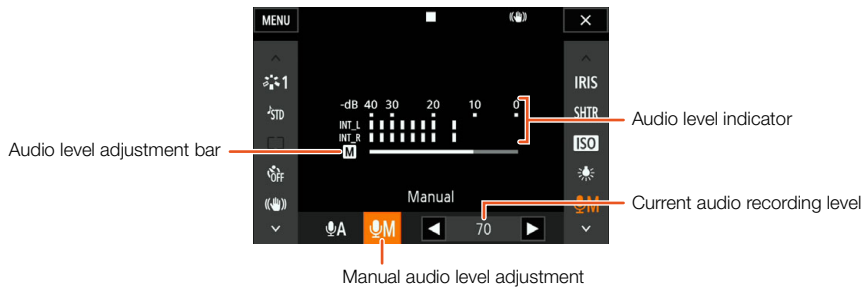 MENU
1
IRIS
STD
-dB 40 30 20 10 0
SHTR
INT_L
Audio level indicator
INT_R
ISO
Audio level adjustment bar
M
OFF
Manual
M
Current audio recording level
A M 70
Manual audio level adjustment